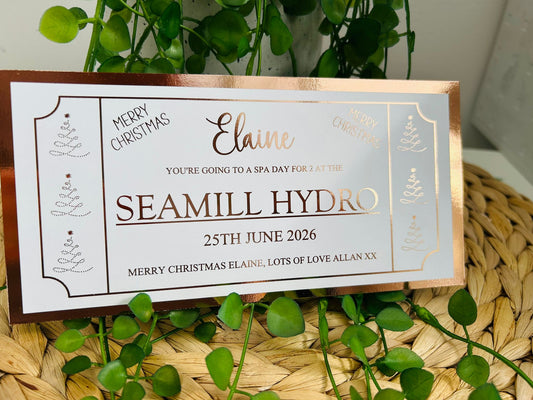 MERRY
CHRISTMAS
MERRY
CHRISTMAS
Elaine
YOU'RE GOING TO A SPA DAY FOR 2 AT THE
SEAMILL HYDRO
25TH JUNE 2026
MERRY CHRISTMAS ELAINE, LOTS OF LOVE ALLAN XX